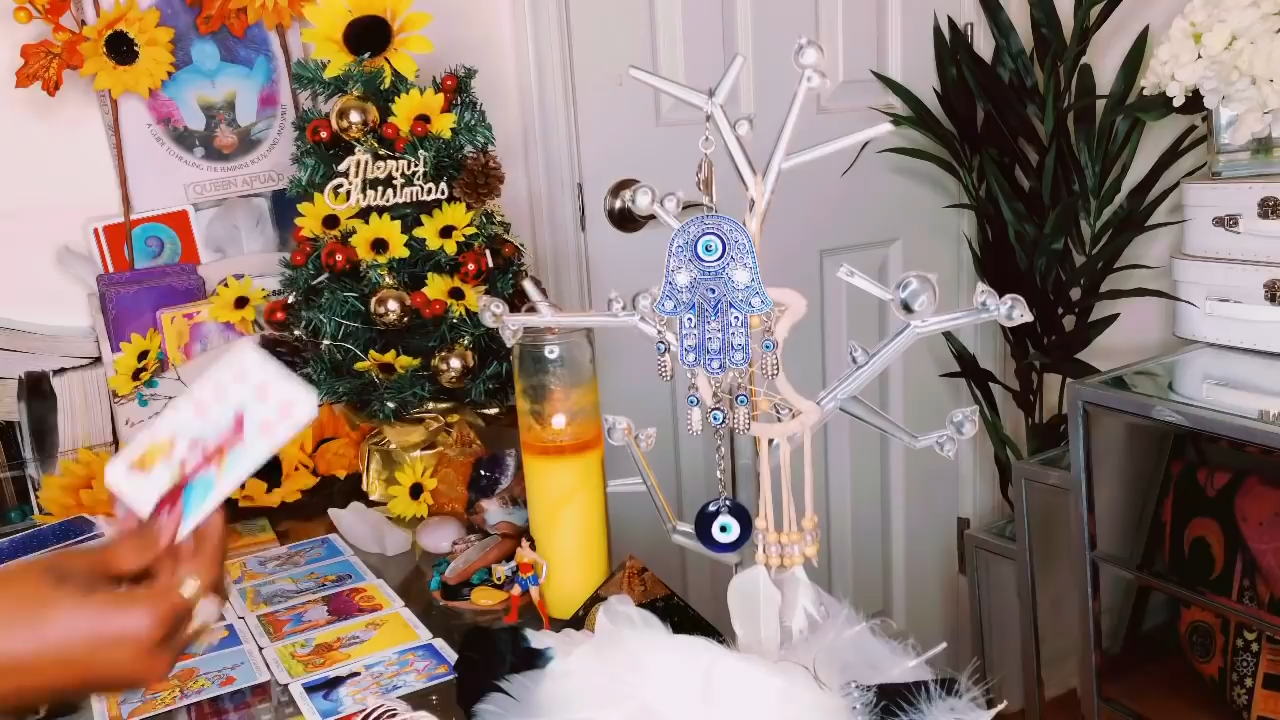 A GUIDE TO HEALING THE FEMININE BODY, MIND AND SPIRIT
QUEEN AFUA
Merry
Christmas